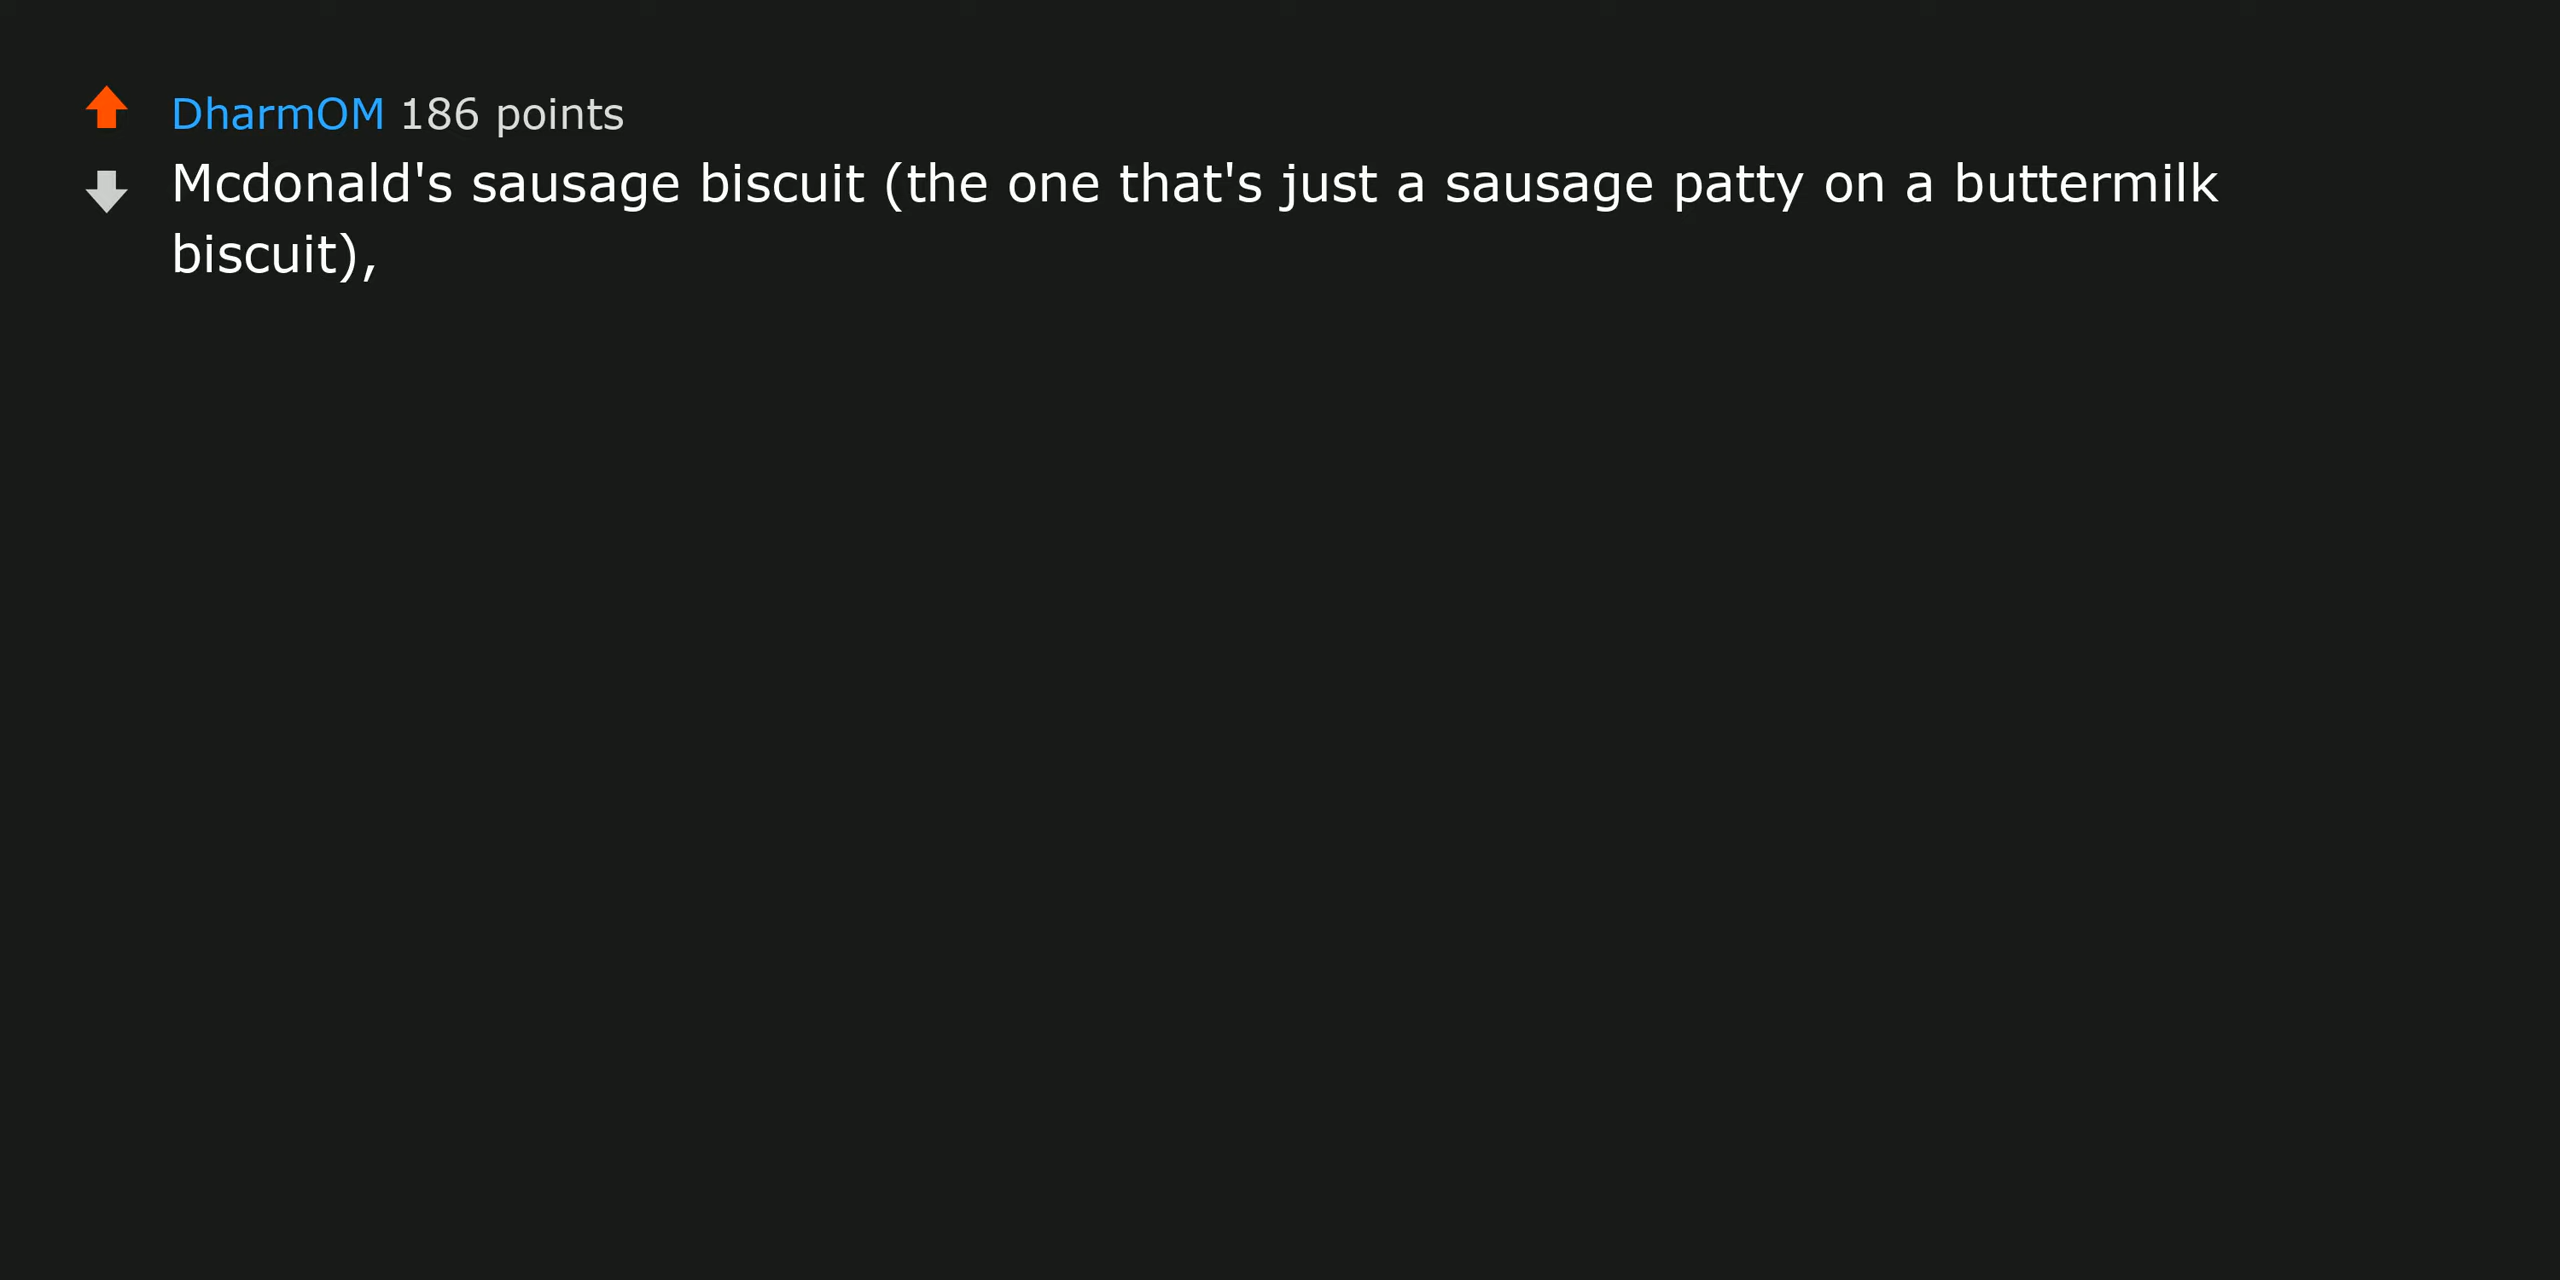 DharmOM 186 points
Mcdonald's sausage biscuit (the one that's just a sausage patty on a buttermilk
biscuit),